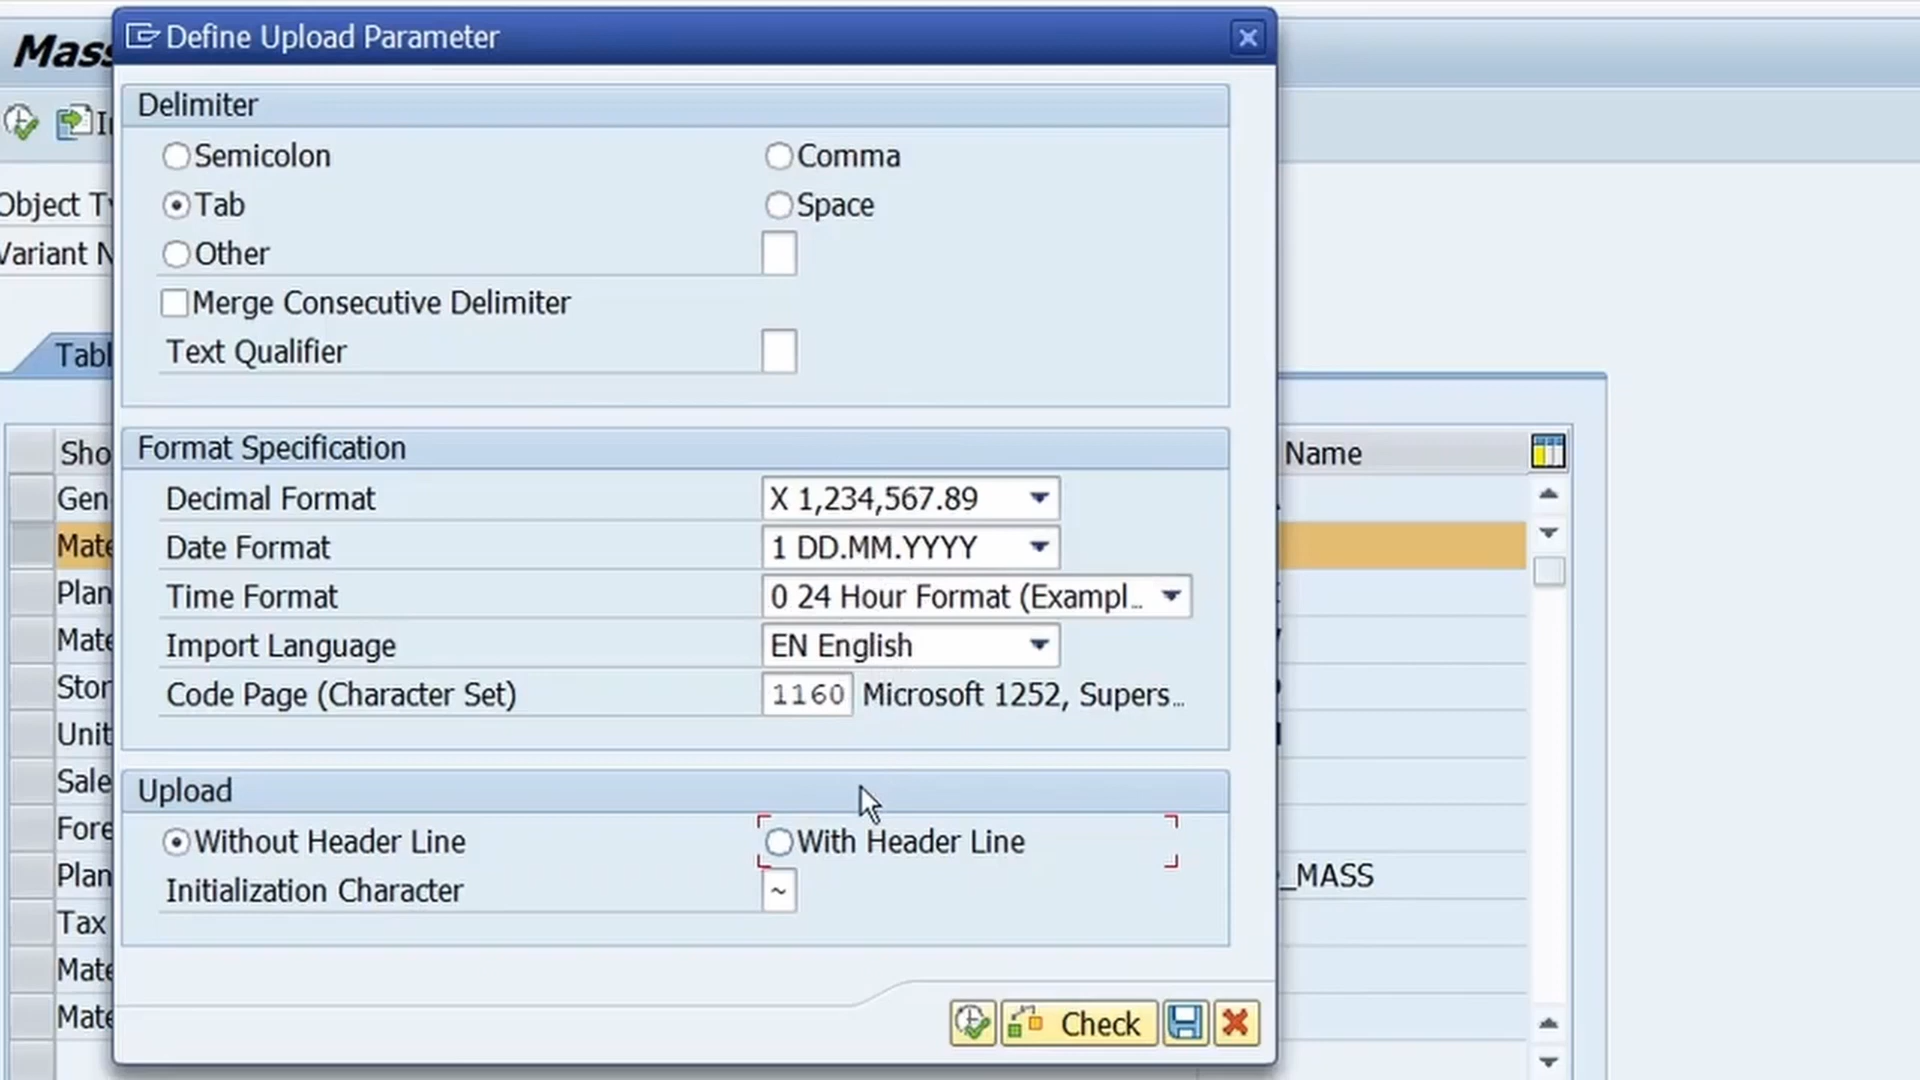 Mass
Define Upload Parameter
Delimiter
Semicolon
Comma
Tab
Space
Other
Merge Consecutive Delimiter
Text Qualifier
Format Specification
Decimal Format
X 1,234,567.89
Date Format
1 DD.MM.YYYY
Time Format
0 24 Hour Format (Exampl...
Import Language
EN English
Code Page (Character Set)
1160 Microsoft 1252, Supers...
Upload
Without Header Line
With Header Line
Initialization Character
~
Check
Object Ty
Variant N
Tabl
Sho
Name
Gen
Mate
Plan
Mate
Stor
Unit
Sale
Fore
Plan
_MASS
Tax
Mate
Mate